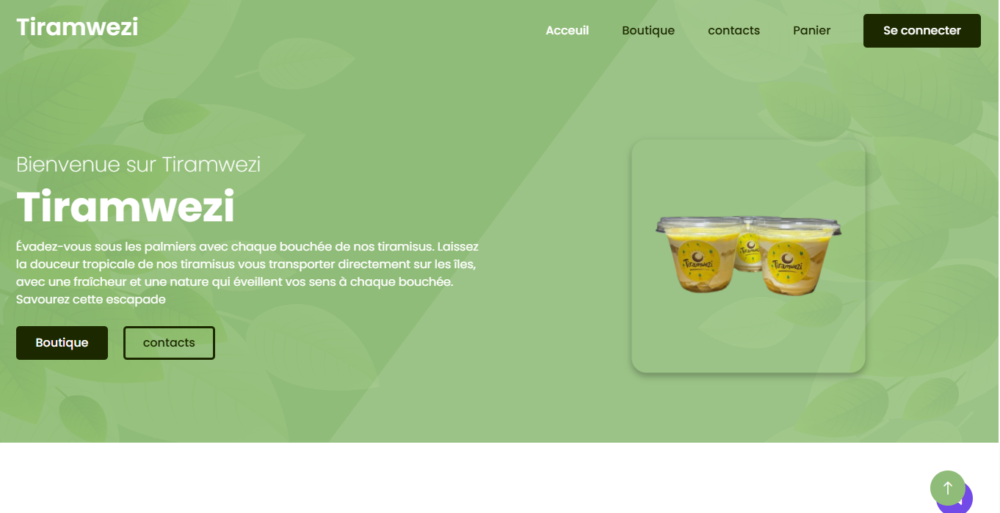 Tiramwezi
Acceuil
Boutique
contacts
Panier
Se connecter
Bienvenue sur Tiramwezi
Tiramwezi
Évadez-vous sous les palmiers avec chaque bouchée de nos tiramisus. Laissez
la douceur tropicale de nos tiramisus vous transporter directement sur les îles,
avec une fraîcheur et une nature qui éveillent vos sens à chaque bouchée.
Savourez cette escapade
Boutique
contacts
Tiramwezi
Tiramwezi
Tiramwezi